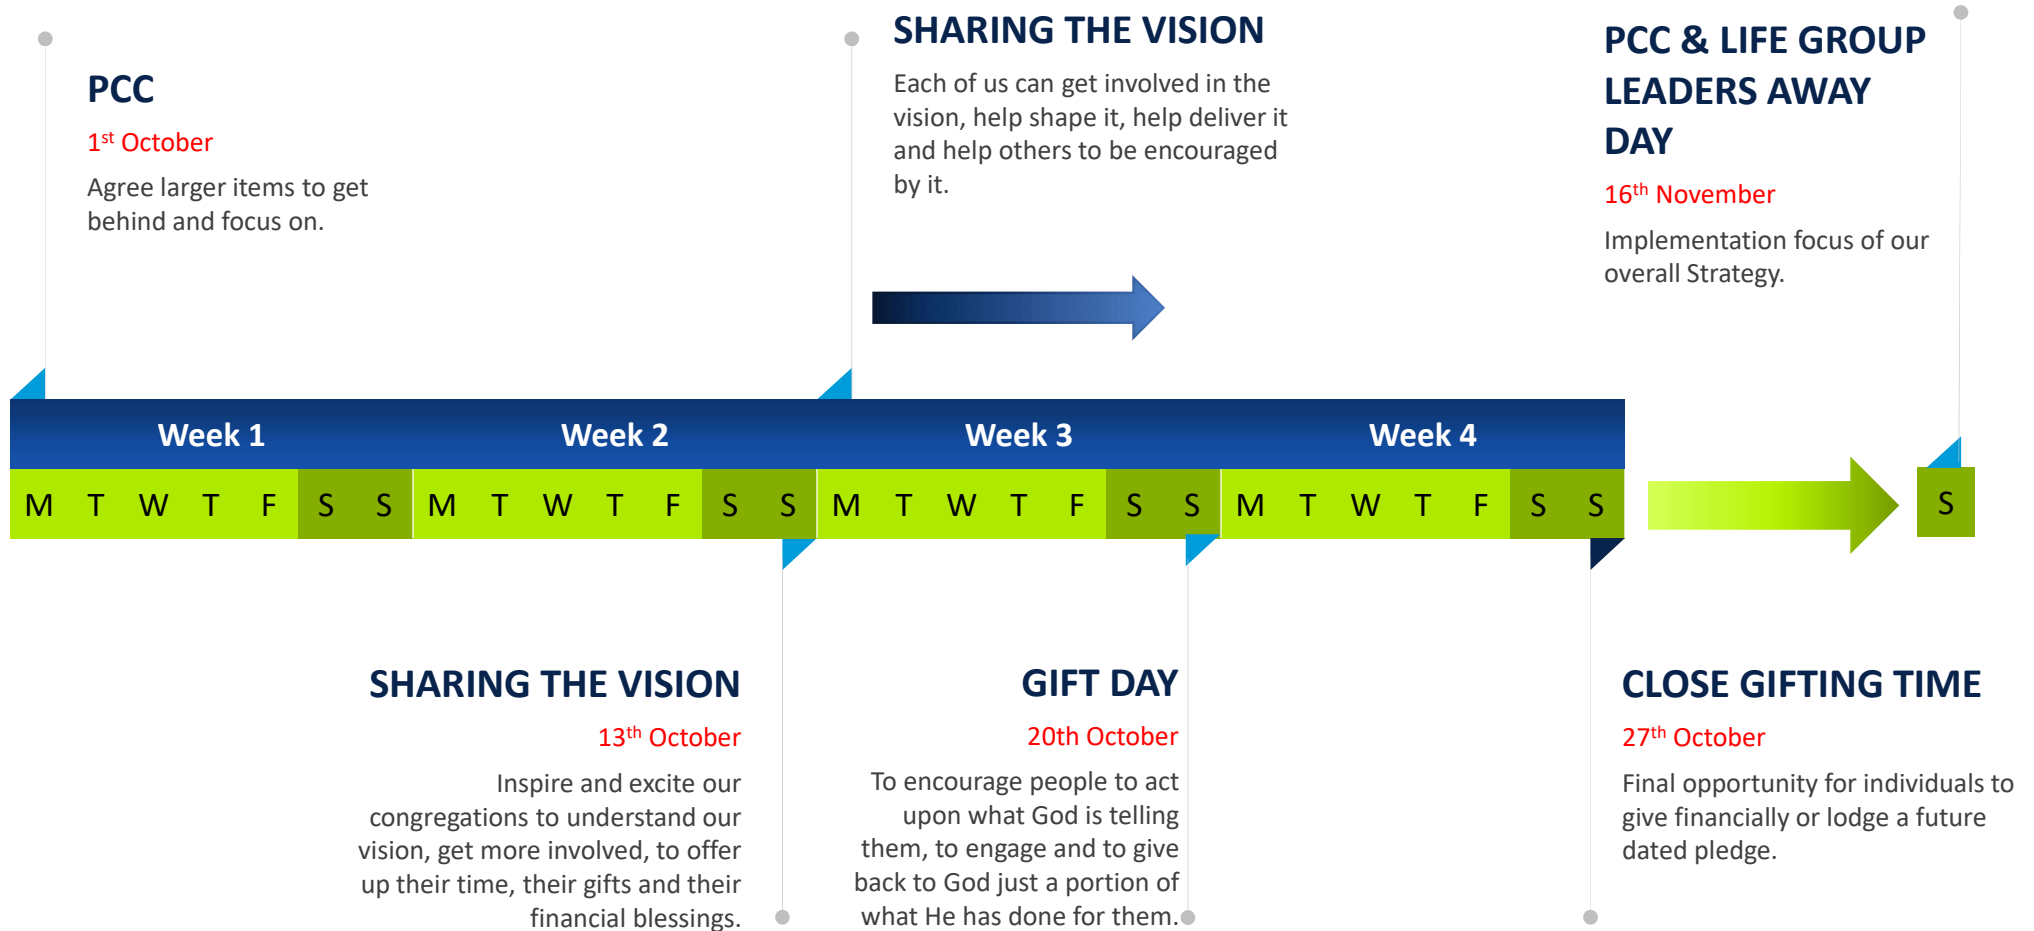 PCC
1st October
Agree larger items to get
behind and focus on.
SHARING THE VISION
Each of us can get involved in the
vision, help shape it, help deliver it
and help others to be encouraged
by it.
PCC & LIFE GROUP
LEADERS AWAY
DAY
16th November
Implementation focus of our
overall Strategy.
Week 1 Week 2 Week 3 Week 4
M T W T F S S M T W T F S S M T W T F S S M T W T F S S S
SHARING THE VISION
13th October
Inspire and excite our
congregations to understand our
vision, get more involved, to offer
up their time, their gifts and their
financial blessings.
GIFT DAY
20th October
To encourage people to act
upon what God is telling
them, to engage and to give
back to God just a portion of
what He has done for them.
CLOSE GIFTING TIME
27th October
Final opportunity for individuals to
give financially or lodge a future
dated pledge.